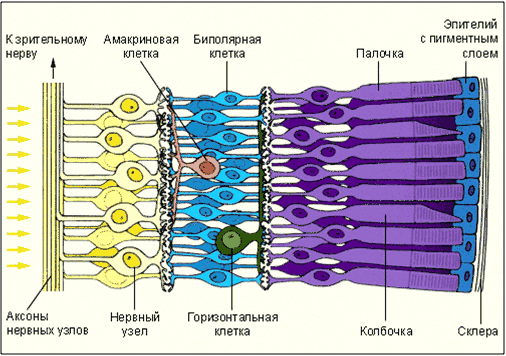 К зрительному
нерву
Амакриновая
клетка
Биполярная
клетка
Палочка
Эпителий
с пигментным
слоем
Аксоны
нервных узлов
Нервный
узел
Горизонтальная
клетка
Колбочка
Склера